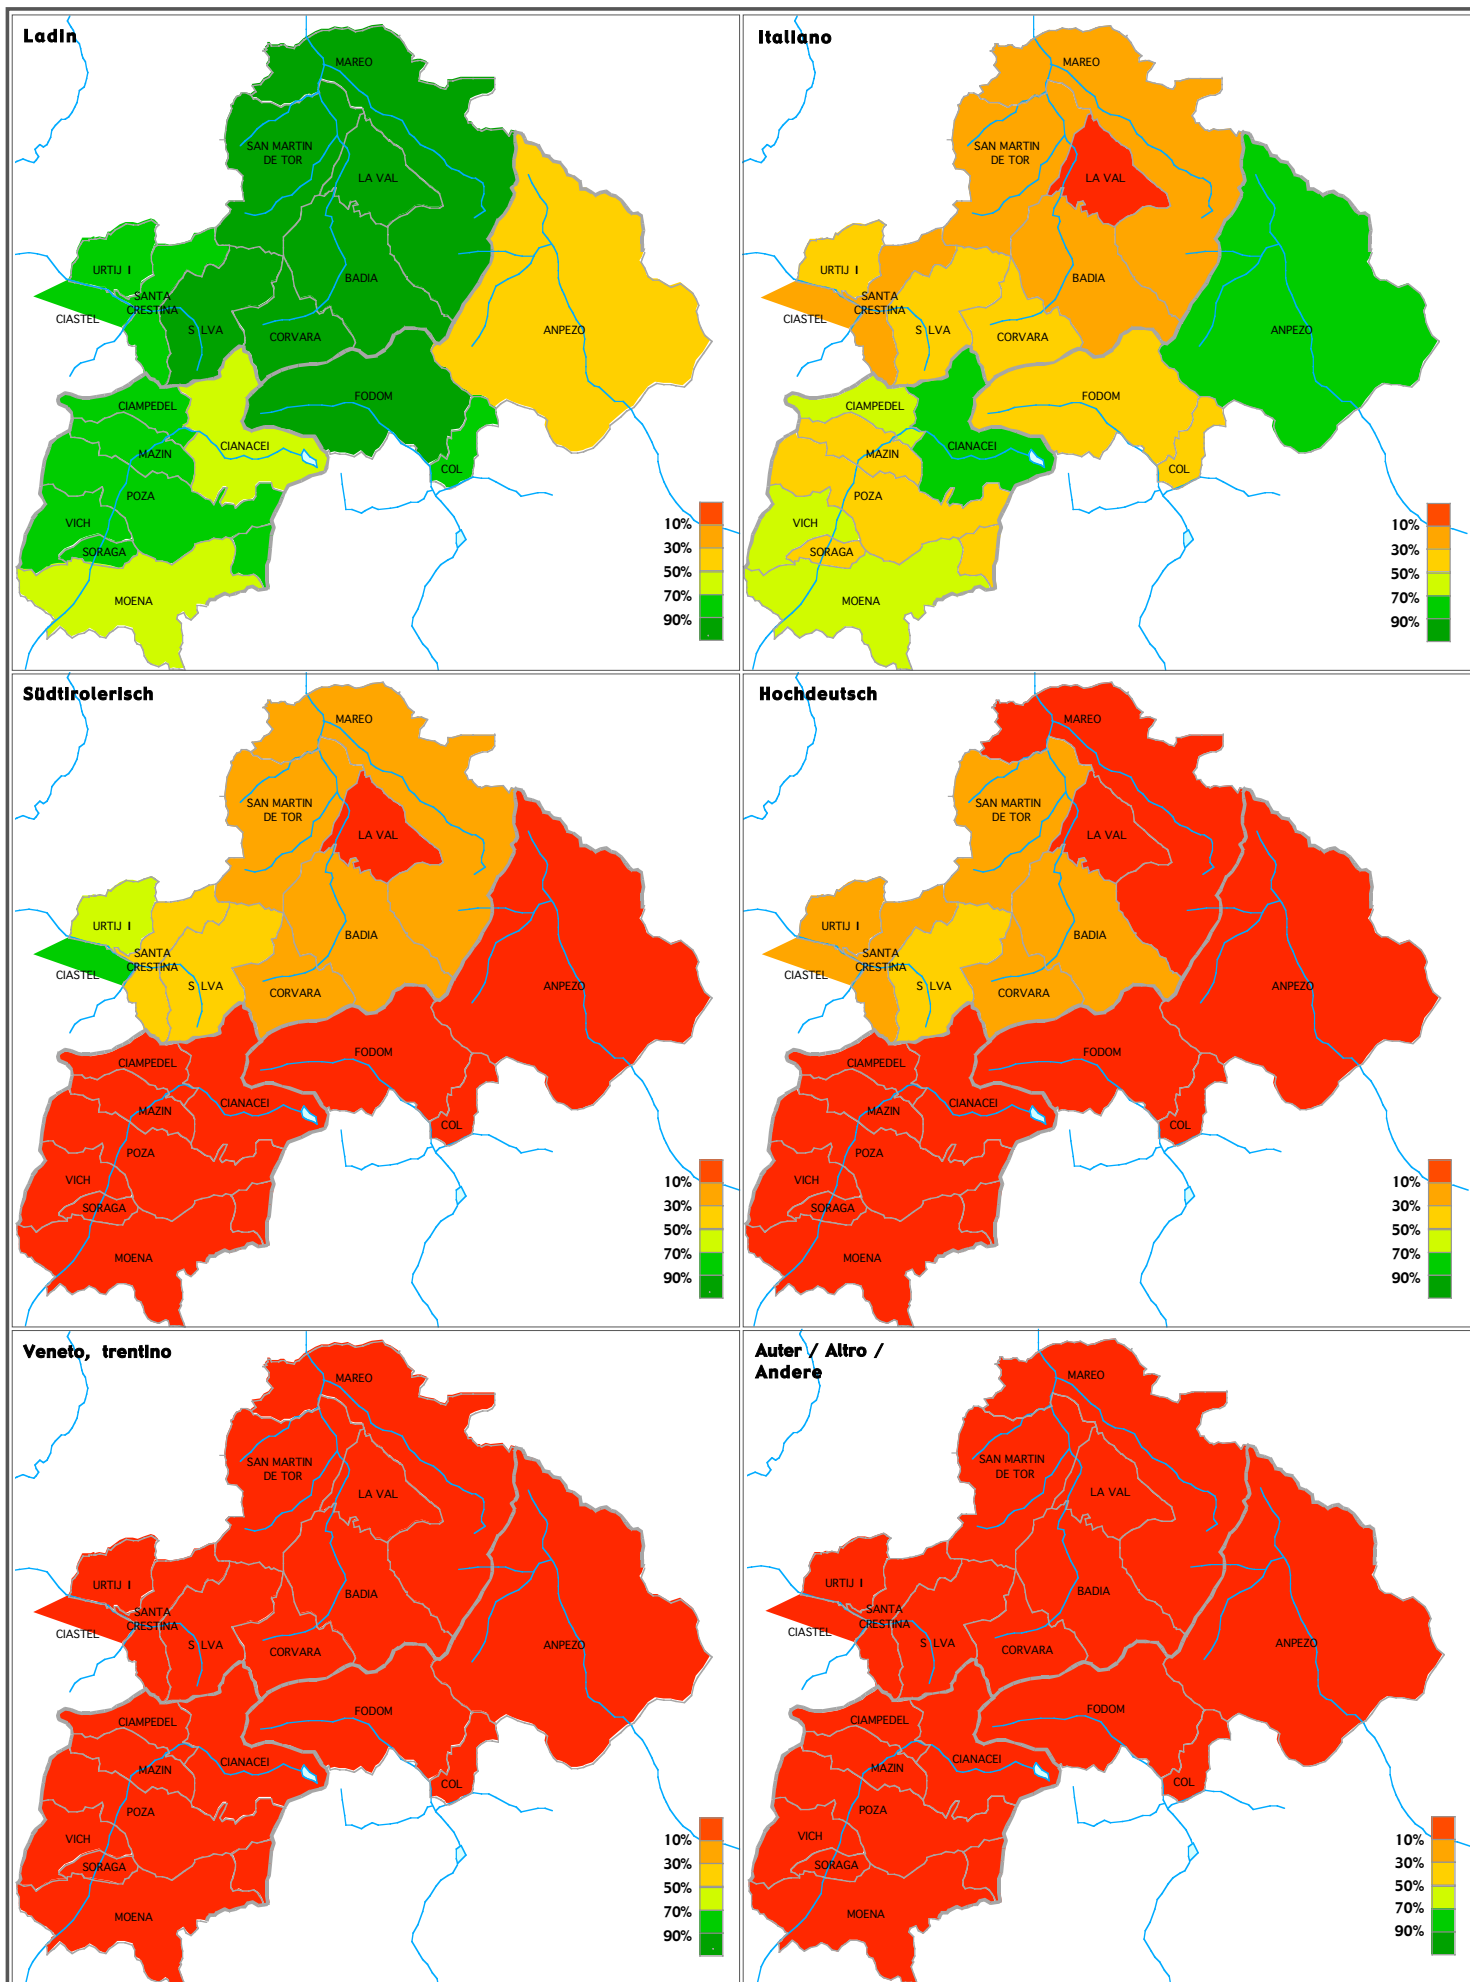 Ladin
MAREO
SAN MARTIN
DE TOR
LA VAL
URTIJ I
SANTA
CRESTINA
CIASTEL
S LVA
BADIA
CORVARA
ANPEZO
FODOM
CIAMPEDEL
CIANACEI
MAZIN
COL
POZA
VICH
SORAGA
MOENA
10%
30%
50%
70%
90%
Italiano
MAREO
SAN MARTIN
DE TOR
LA VAL
URTIJ I
SANTA
CRESTINA
CIASTEL
S LVA
BADIA
CORVARA
ANPEZO
FODOM
CIAMPEDEL
CIANACEI
MAZIN
COL
POZA
VICH
SORAGA
MOENA
10%
30%
50%
70%
90%
Südtirolerisch
MAREO
SAN MARTIN
DE TOR
LA VAL
URTIJ I
SANTA
CRESTINA
CIASTEL
S LVA
BADIA
CORVARA
ANPEZO
FODOM
CIAMPEDEL
CIANACEI
MAZIN
COL
POZA
VICH
SORAGA
MOENA
10%
30%
50%
70%
90%
Hochdeutsch
MAREO
SAN MARTIN
DE TOR
LA VAL
URTIJ I
SANTA
CRESTINA
CIASTEL
S LVA
BADIA
CORVARA
ANPEZO
FODOM
CIAMPEDEL
CIANACEI
MAZIN
COL
POZA
VICH
SORAGA
MOENA
10%
30%
50%
70%
90%
Veneto, trentino
MAREO
SAN MARTIN
DE TOR
LA VAL
URTIJ I
SANTA
CRESTINA
CIASTEL
S LVA
BADIA
CORVARA
ANPEZO
FODOM
CIAMPEDEL
CIANACEI
MAZIN
COL
POZA
VICH
SORAGA
MOENA
10%
30%
50%
70%
90%
Auter / Altro /
Andere
MAREO
SAN MARTIN
DE TOR
LA VAL
URTIJ I
SANTA
CRESTINA
CIASTEL
S LVA
BADIA
CORVARA
ANPEZO
FODOM
CIAMPEDEL
CIANACEI
MAZIN
COL
POZA
VICH
SORAGA
MOENA
10%
30%
50%
70%
90%